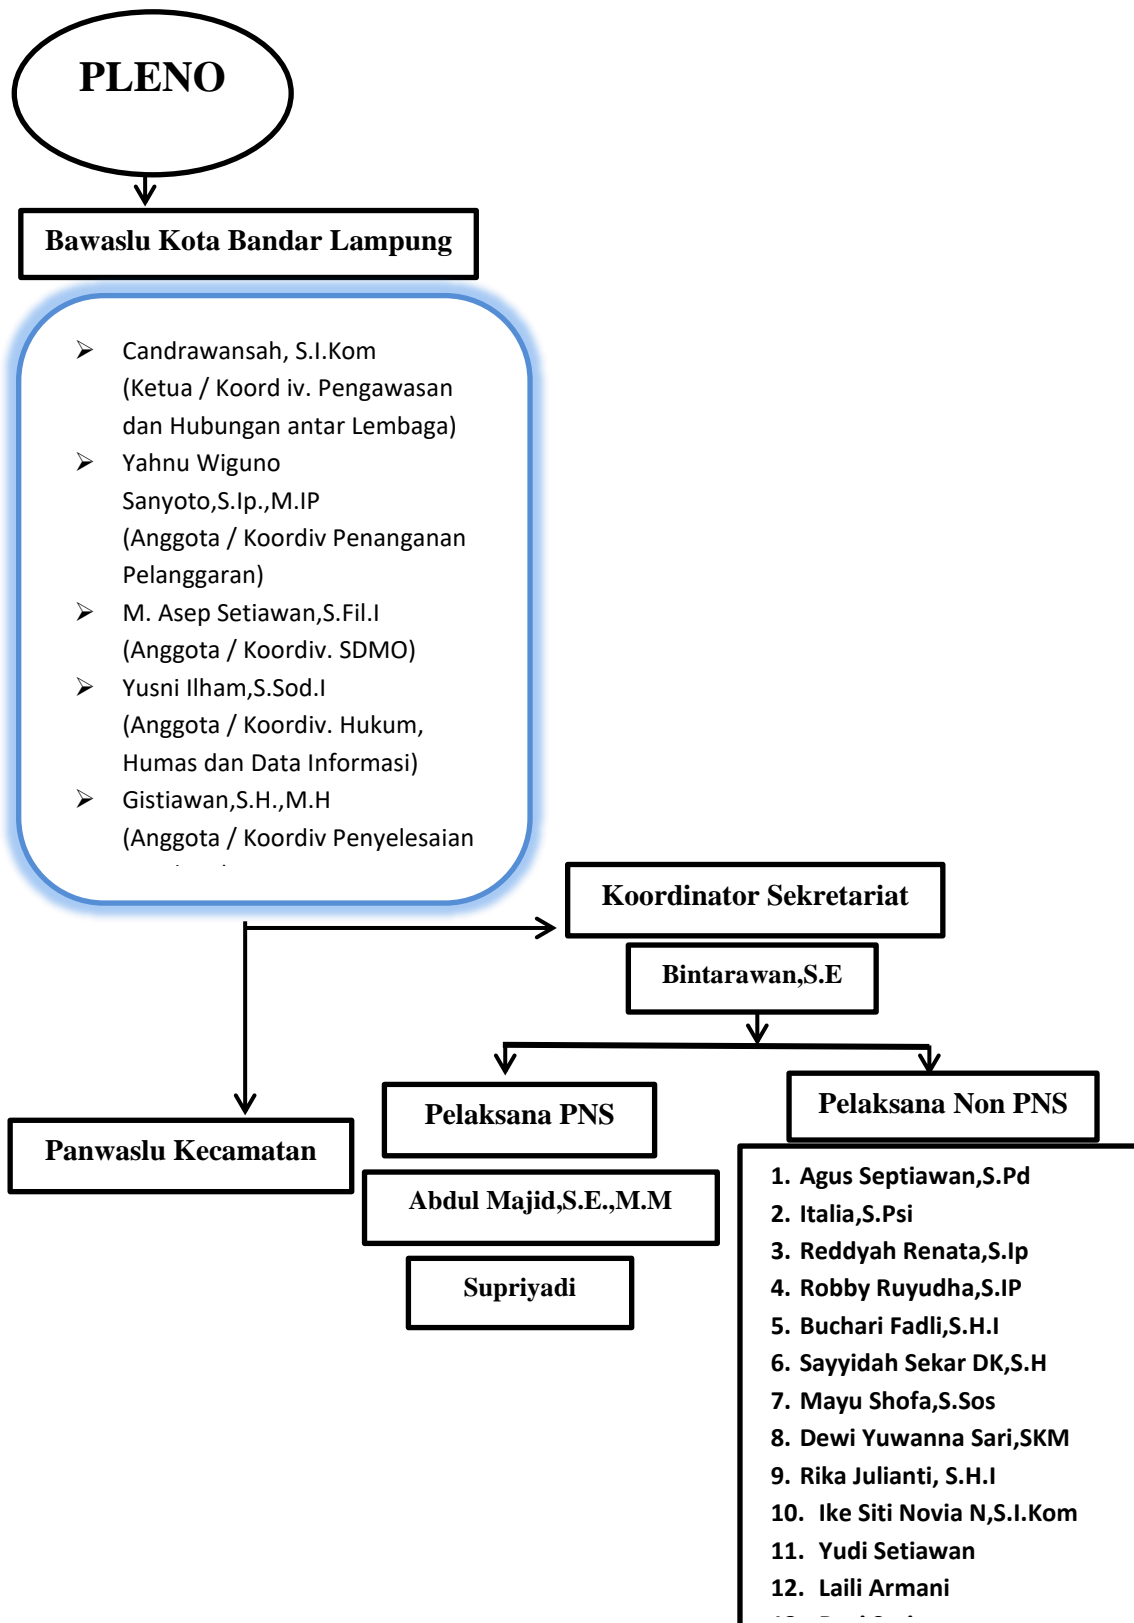 PLENO
Bawaslu Kota Bandar Lampung
➢ Candrawansah, S.I.Kom
(Ketua / Koord iv. Pengawasan
dan Hubungan antar Lembaga)
➢ Yahnu Wiguno
Sanyoto,S.Ip.,M.IP
(Anggota / Koordiv Penanganan
Pelanggaran)
➢ M. Asep Setiawan,S.Fil.I
(Anggota / Koordiv. SDMO)
➢ Yusni Ilham,S.Sod.I
(Anggota / Koordiv. Hukum,
Humas dan Data Informasi)
➢ Gistiawan,S.H.,M.H
(Anggota / Koordiv Penyelesaian
Koordinator Sekretariat
Bintarawan,S.E
Panwaslu Kecamatan
Pelaksana PNS
Abdul Majid,S.E.,M.M
Supriyadi
Pelaksana Non PNS
1. Agus Septiawan,S.Pd
2. Italia,S.Psi
3. Reddyah Renata,S.Ip
4. Robby Ruyudha,S.IP
5. Buchari Fadli,S.H.I
6. Sayyidah Sekar DK,S.H
7. Mayu Shofa,S.Sos
8. Dewi Yuwanna Sari,SKM
9. Rika Julianti, S.H.I
10. Ike Siti Novia N,S.I.Kom
11. Yudi Setiawan
12. Laili Armani